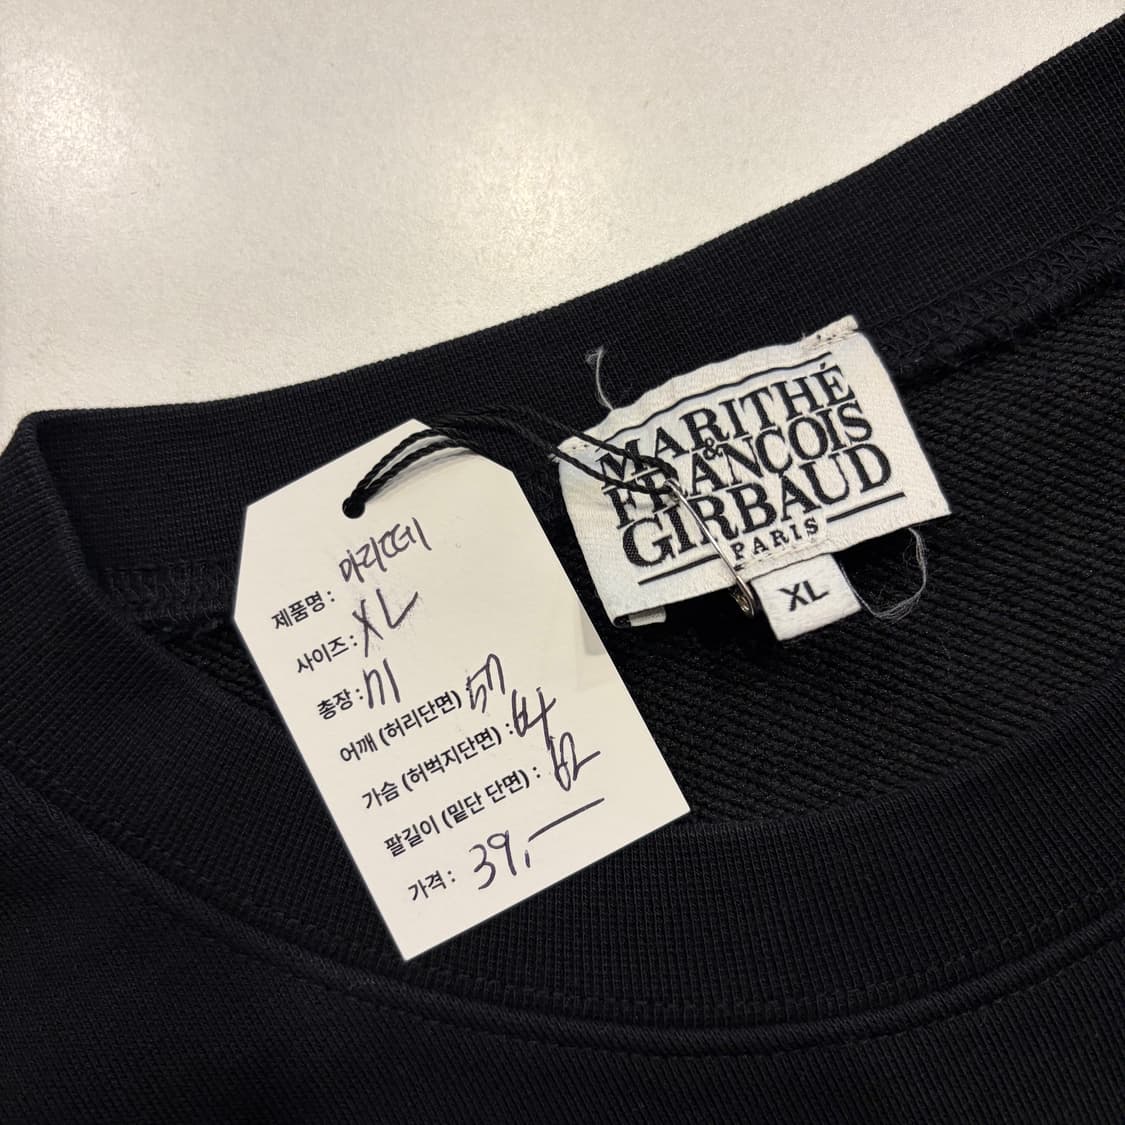 제품명 : 마리떼
사이즈 : XL
총장 : 71
어깨 (허리단면) 57
가슴 (허벅지단면) : 64
팔길이 (밑단 단면) : 62
가격 : 39,—
MARITHÉ
&
FRANÇOIS
GIRBAUD
PARIS
XL